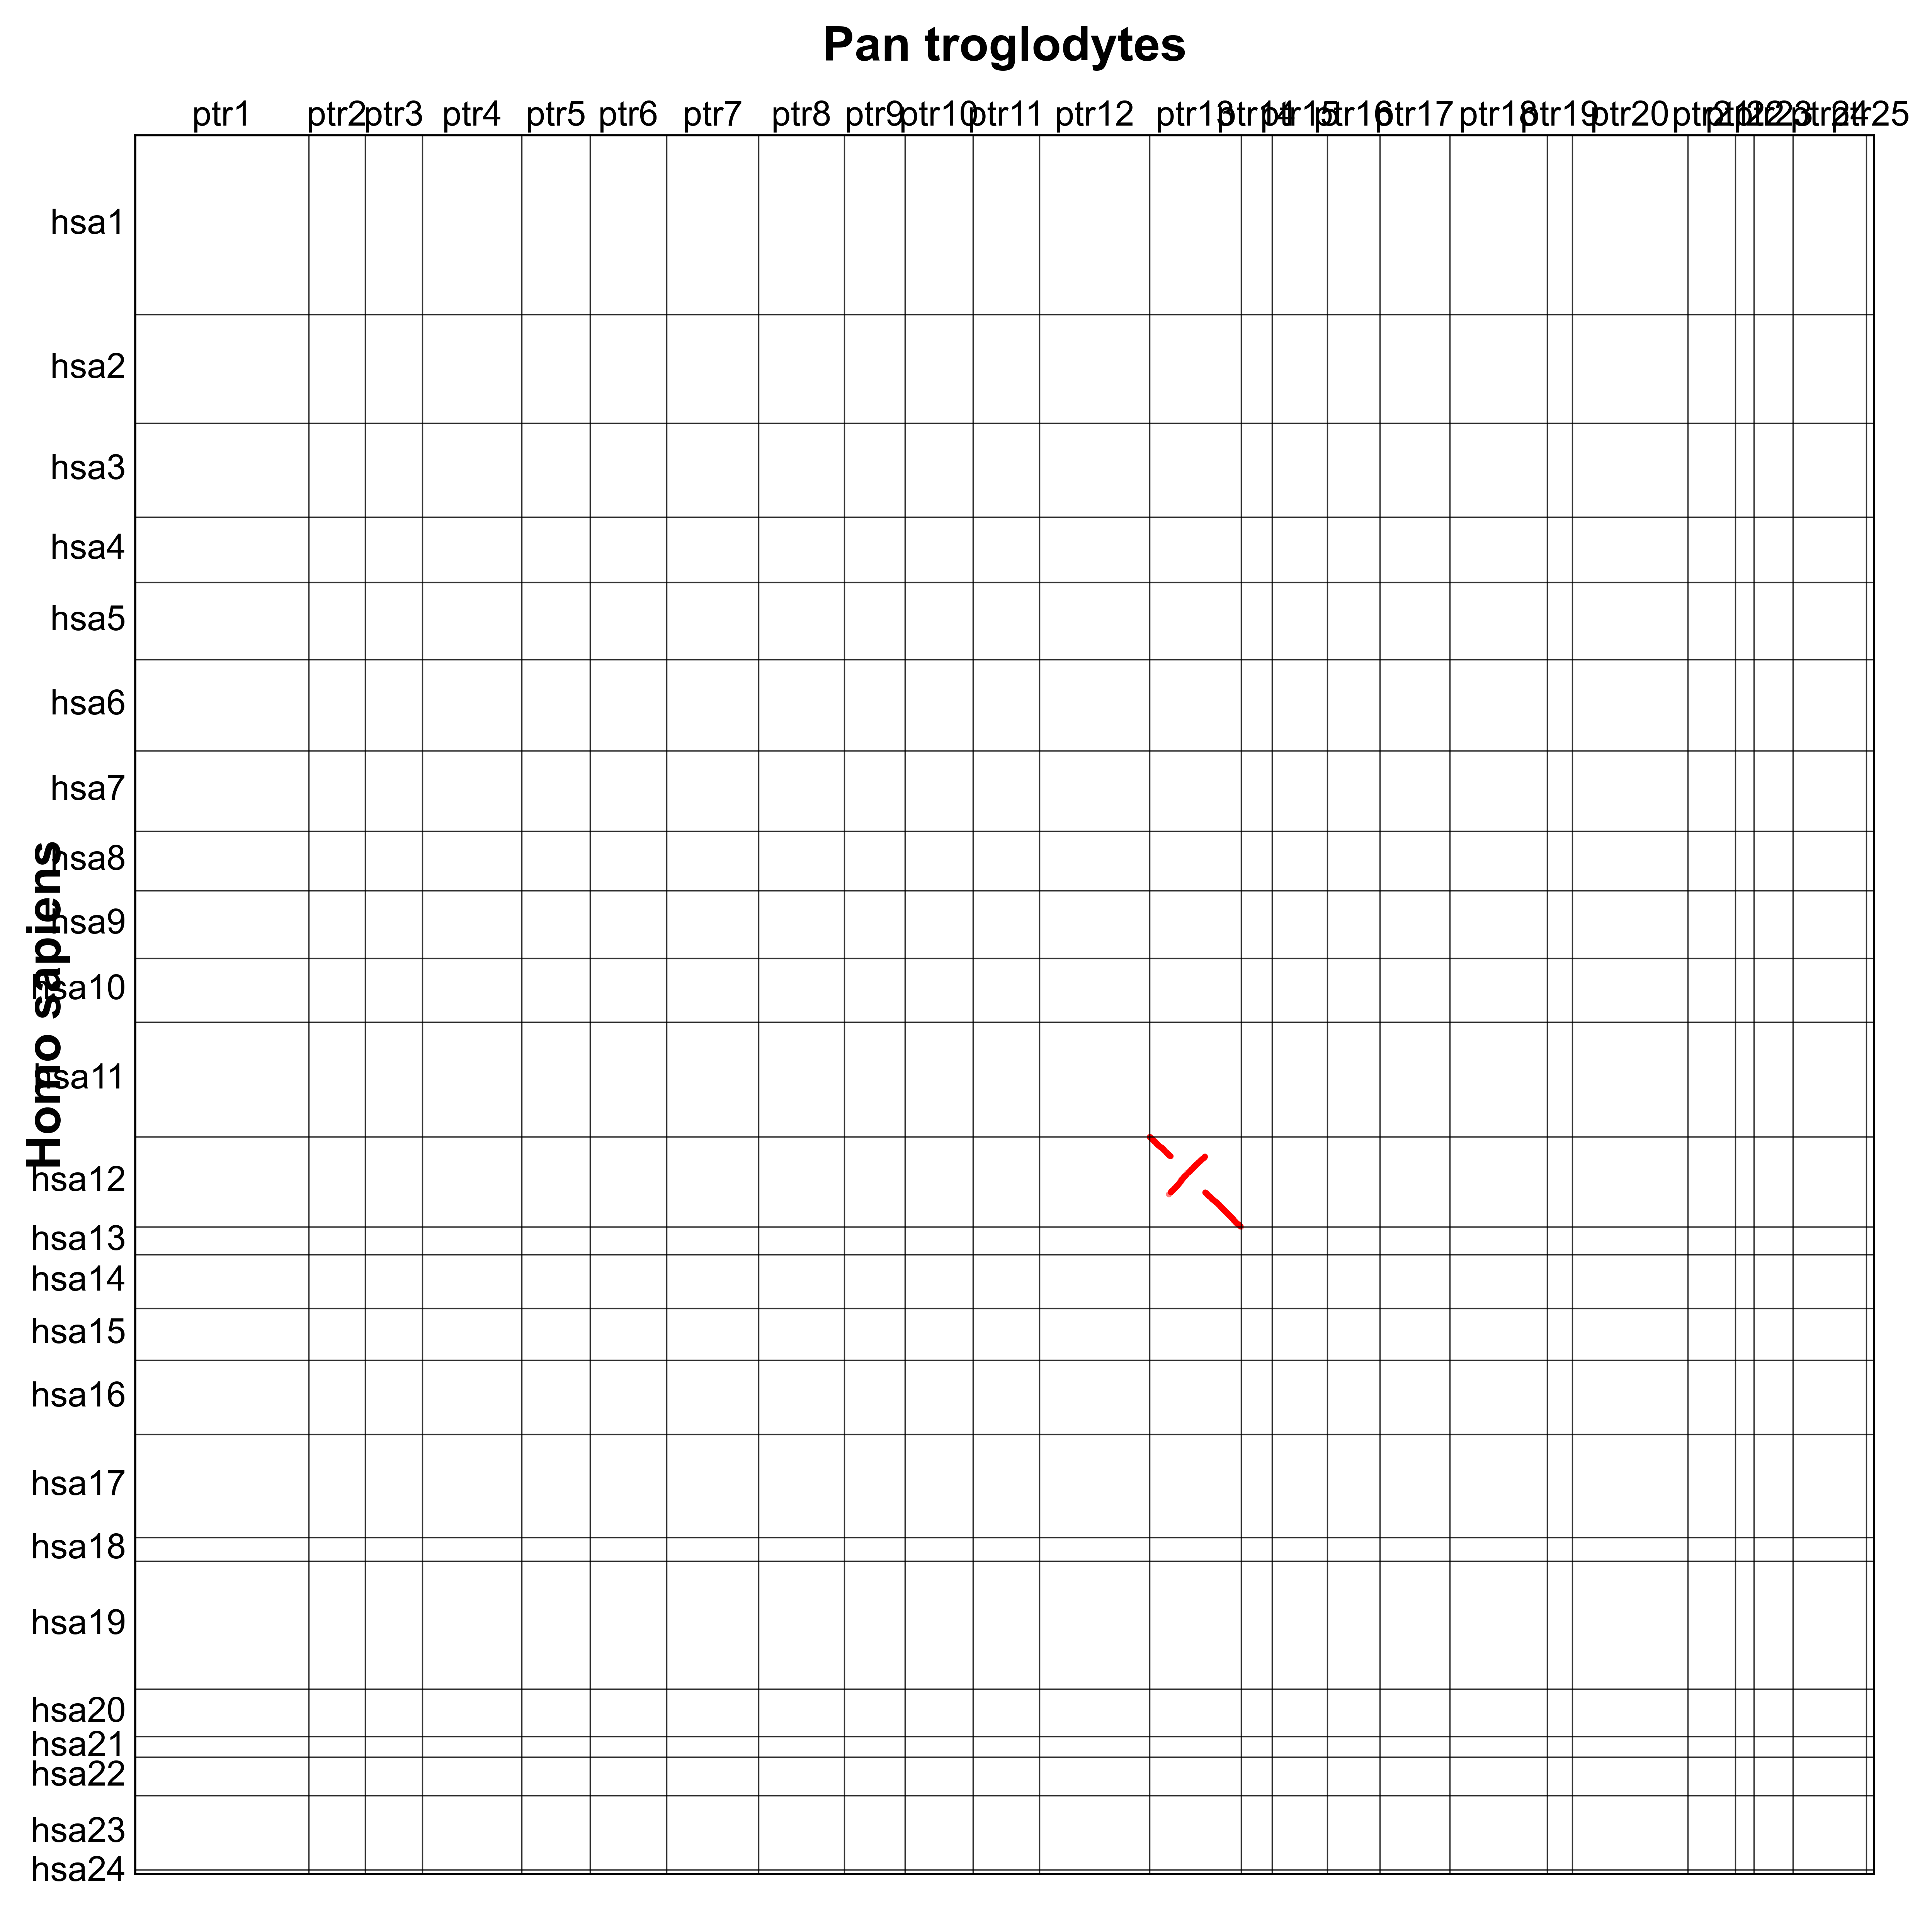 Pan troglodytes
ptr1 ptr2 ptr3 ptr4 ptr5 ptr6 ptr7 ptr8 ptr9 ptr10 ptr11 ptr12 ptr13 ptr14 ptr15 ptr16 ptr17 ptr18 ptr19 ptr20 ptr21 ptr22 ptr23 ptr24 ptr25
Homo sapiens
hsa1
hsa2
hsa3
hsa4
hsa5
hsa6
hsa7
hsa8
hsa9
hsa10
hsa11
hsa12
hsa13
hsa14
hsa15
hsa16
hsa17
hsa18
hsa19
hsa20
hsa21
hsa22
hsa23
hsa24